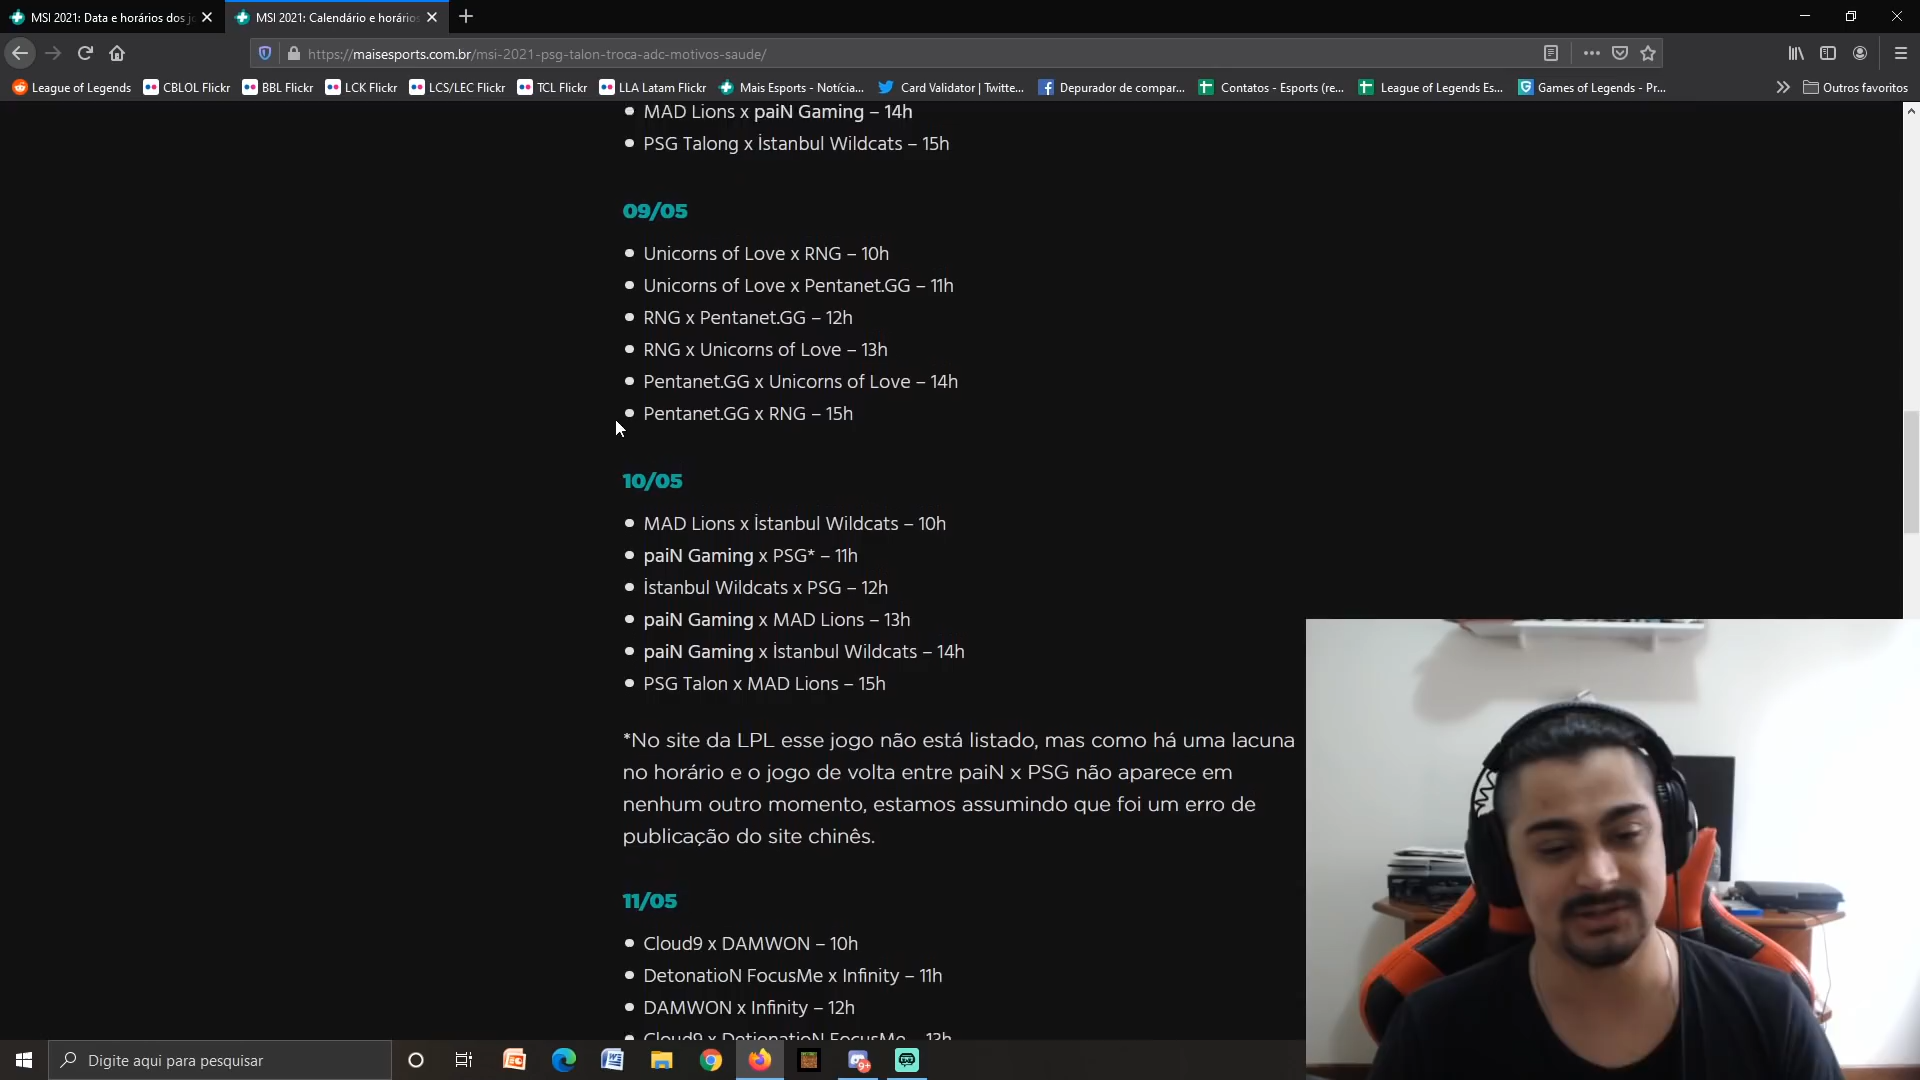 MSI 2021: Data e horários dos jo
MSI 2021: Calendário e horários
https://maisesports.com.br/msi-2021-psg-talon-troca-adc-motivos-saude/
League of Legends
CBLOL Flickr
BBL Flickr
LCK Flickr
LCS/LEC Flickr
TCL Flickr
LLA Latam Flickr
Mais Esports - Notícia...
Card Validator | Twitte...
Depurador de compar...
Contatos - Esports (re...
League of Legends Es...
Games of Legends - Pr...
Outros favoritos
MAD Lions x paiN Gaming – 14h
PSG Talong x İstanbul Wildcats – 15h
09/05
Unicorns of Love x RNG – 10h
Unicorns of Love x Pentanet.GG – 11h
RNG x Pentanet.GG – 12h
RNG x Unicorns of Love – 13h
Pentanet.GG x Unicorns of Love – 14h
Pentanet.GG x RNG – 15h
10/05
MAD Lions x İstanbul Wildcats – 10h
paiN Gaming x PSG* – 11h
İstanbul Wildcats x PSG – 12h
paiN Gaming x MAD Lions – 13h
paiN Gaming x İstanbul Wildcats – 14h
PSG Talon x MAD Lions – 15h
*No site da LPL esse jogo não está listado, mas como há uma lacuna
no horário e o jogo de volta entre paiN x PSG não aparece em
nenhum outro momento, estamos assumindo que foi um erro de
publicação do site chinês.
11/05
Cloud9 x DAMWON – 10h
DetonatioN FocusMe x Infinity – 11h
DAMWON x Infinity – 12h
Cloud9 x DetionatioN FocusMe – 13h
Digite aqui para pesquisar
9+